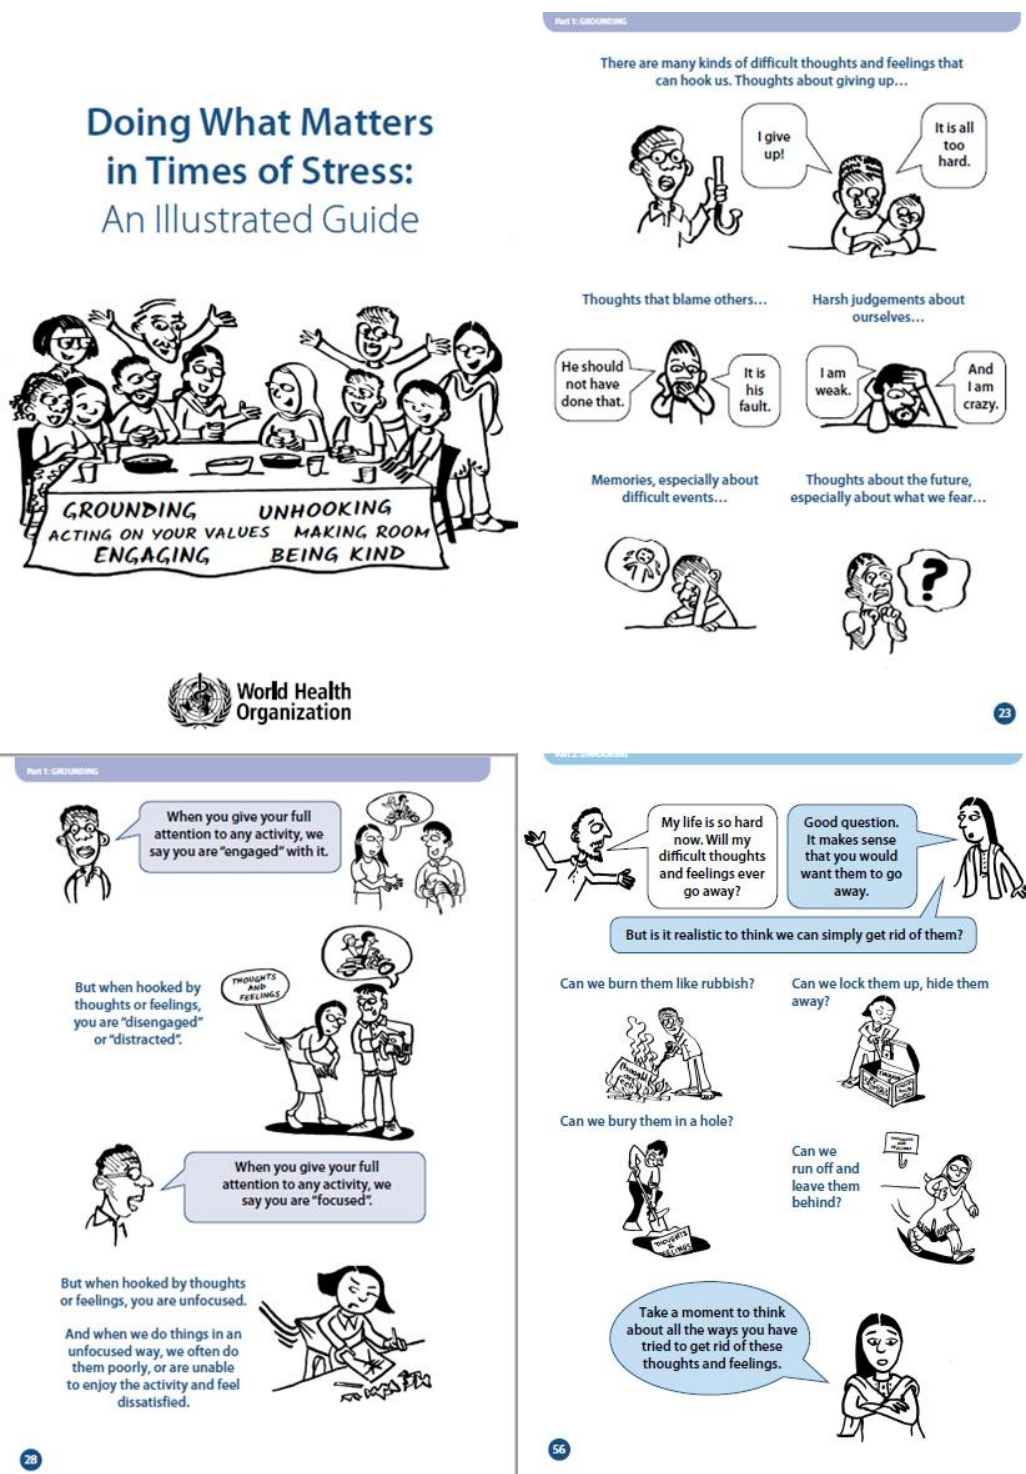 Doing What Matters
in Times of Stress:
An Illustrated Guide
GROUNDING UNHOOKING
ACTING ON YOUR VALUES MAKING ROOM
ENGAGING BEING KIND
World Health
Organization
Part 1: GROUNDING
There are many kinds of difficult thoughts and feelings that
can hook us. Thoughts about giving up…
I give
up!
It is all
too
hard.
Thoughts that blame others…
Harsh judgements about
ourselves…
He should
not have
done that.
It is
his
fault.
I am
weak.
And
I am
crazy.
Memories, especially about
difficult events…
Thoughts about the future,
especially about what we fear…
?
23
Part 1: GROUNDING
When you give your full
attention to any activity, we
say you are “engaged” with it.
But when hooked by
thoughts or feelings,
you are “disengaged”
or “distracted”.
THOUGHTS
AND
FEELINGS
When you give your full
attention to any activity, we
say you are “focused”.
But when hooked by thoughts
or feelings, you are unfocused.
And when we do things in an
unfocused way, we often do
them poorly, or are unable
to enjoy the activity and feel
dissatisfied.
28
My life is so hard
now. Will my
difficult thoughts
and feelings ever
go away?
Good question.
It makes sense
that you would
want them to go
away.
But is it realistic to think we can simply get rid of them?
Can we burn them like rubbish?
Can we lock them up, hide them
away?
Can we bury them in a hole?
THOUGHTS
&
FEELINGS
Can we
run off and
leave them
behind?
Take a moment to think
about all the ways you have
tried to get rid of these
thoughts and feelings.
56